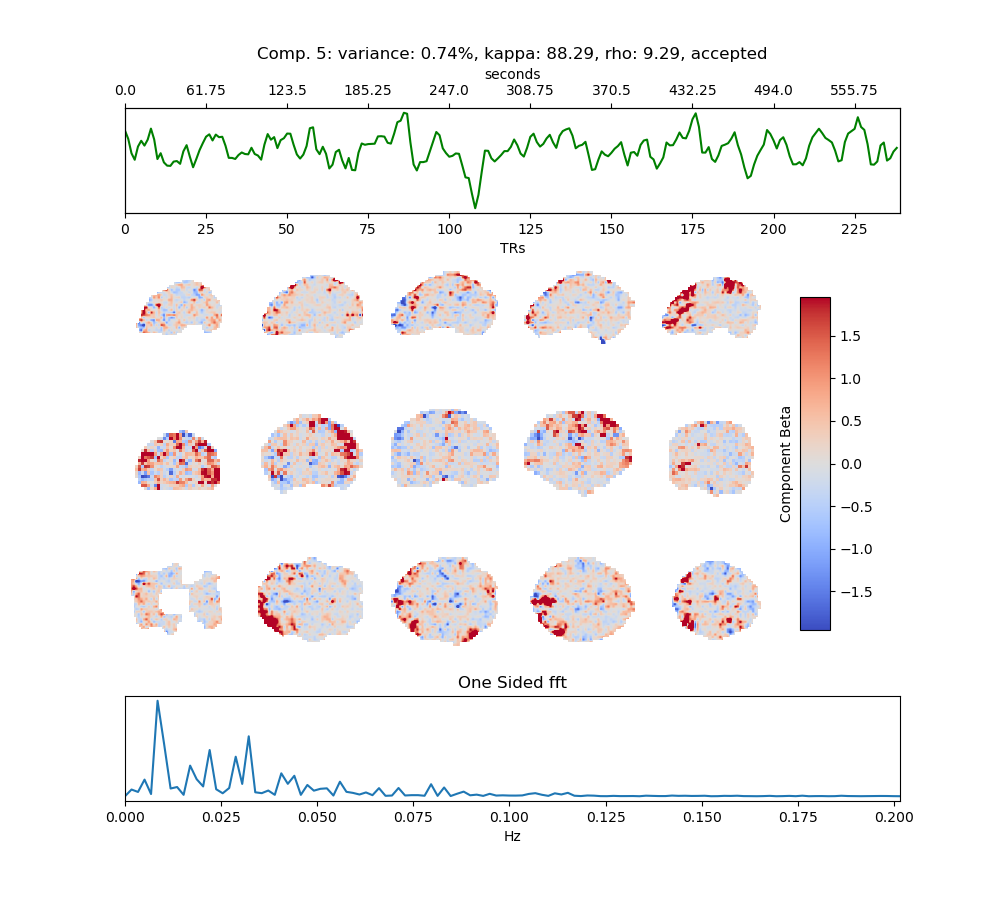 Comp. 5: variance: 0.74%, kappa: 88.29, rho: 9.29, accepted
seconds
0.0 61.75 123.5 185.25 247.0 308.75 370.5 432.25 494.0 555.75
0 25 50 75 100 125 150 175 200 225
TRs
Component Beta
1.5
1.0
0.5
0.0
−0.5
−1.0
−1.5
One Sided fft
0.000 0.025 0.050 0.075 0.100 0.125 0.150 0.175 0.200
Hz